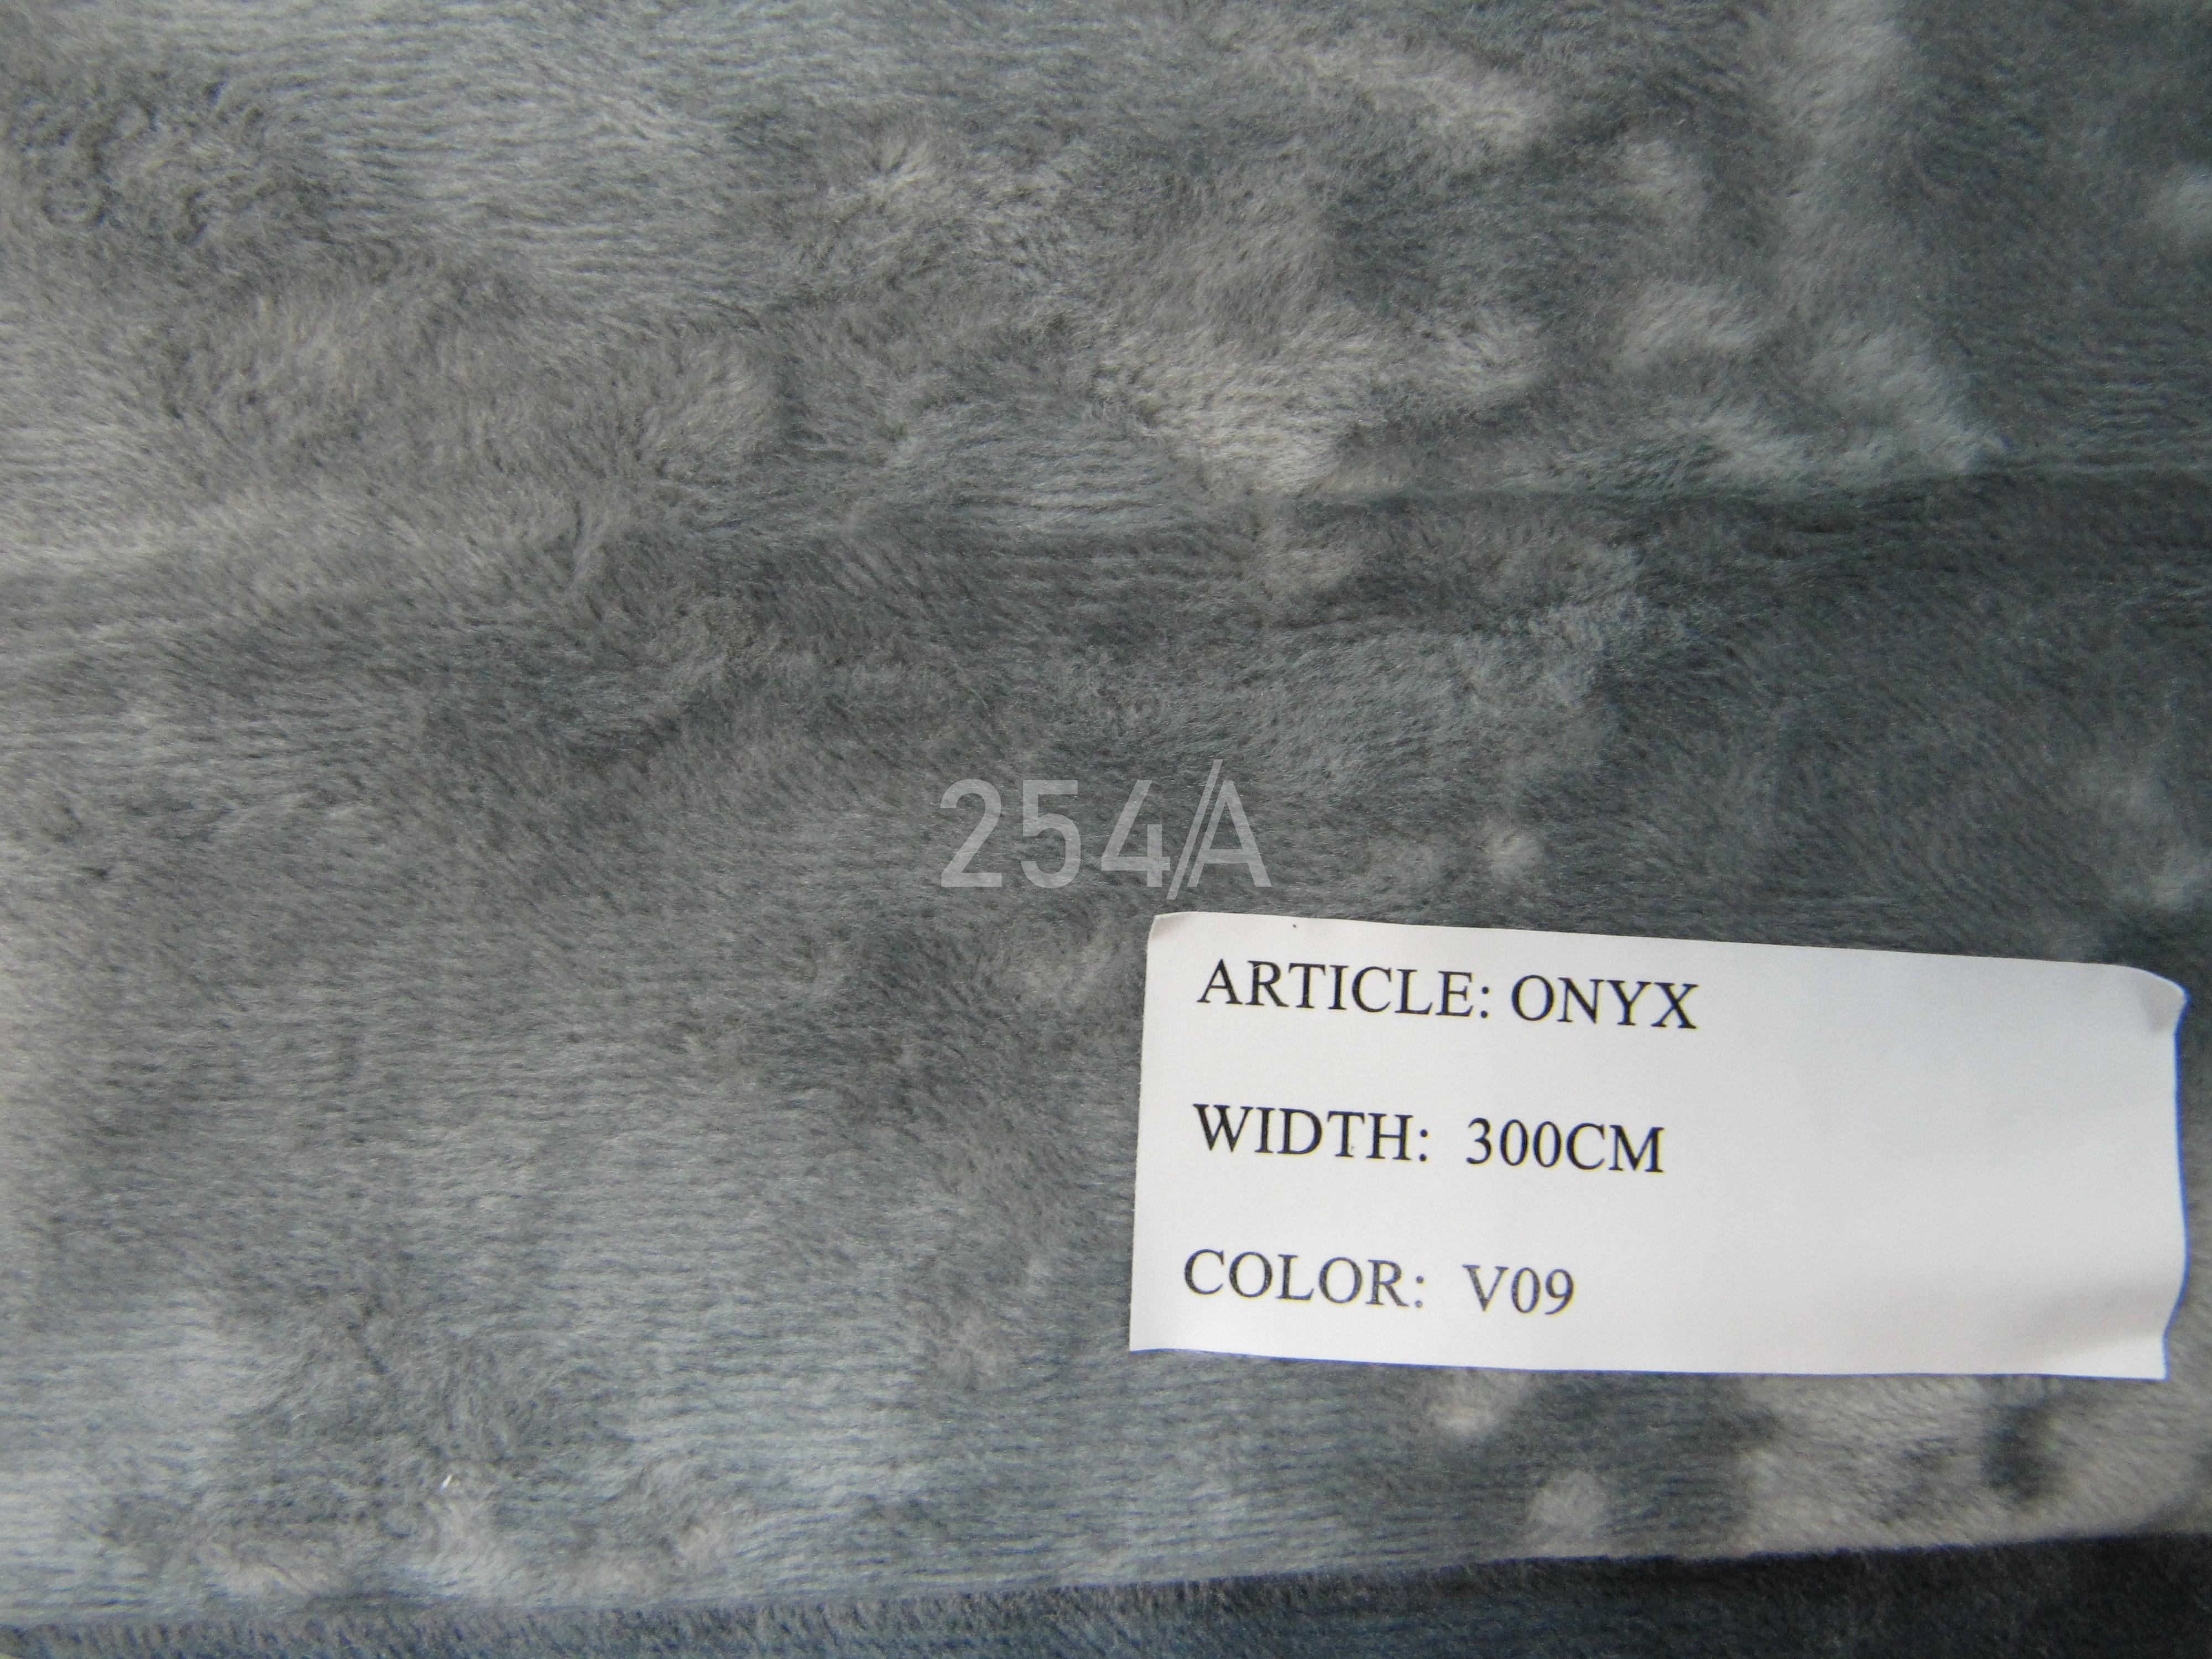 254/A
ARTICLE: ONYX
WIDTH: 300CM
COLOR: V09